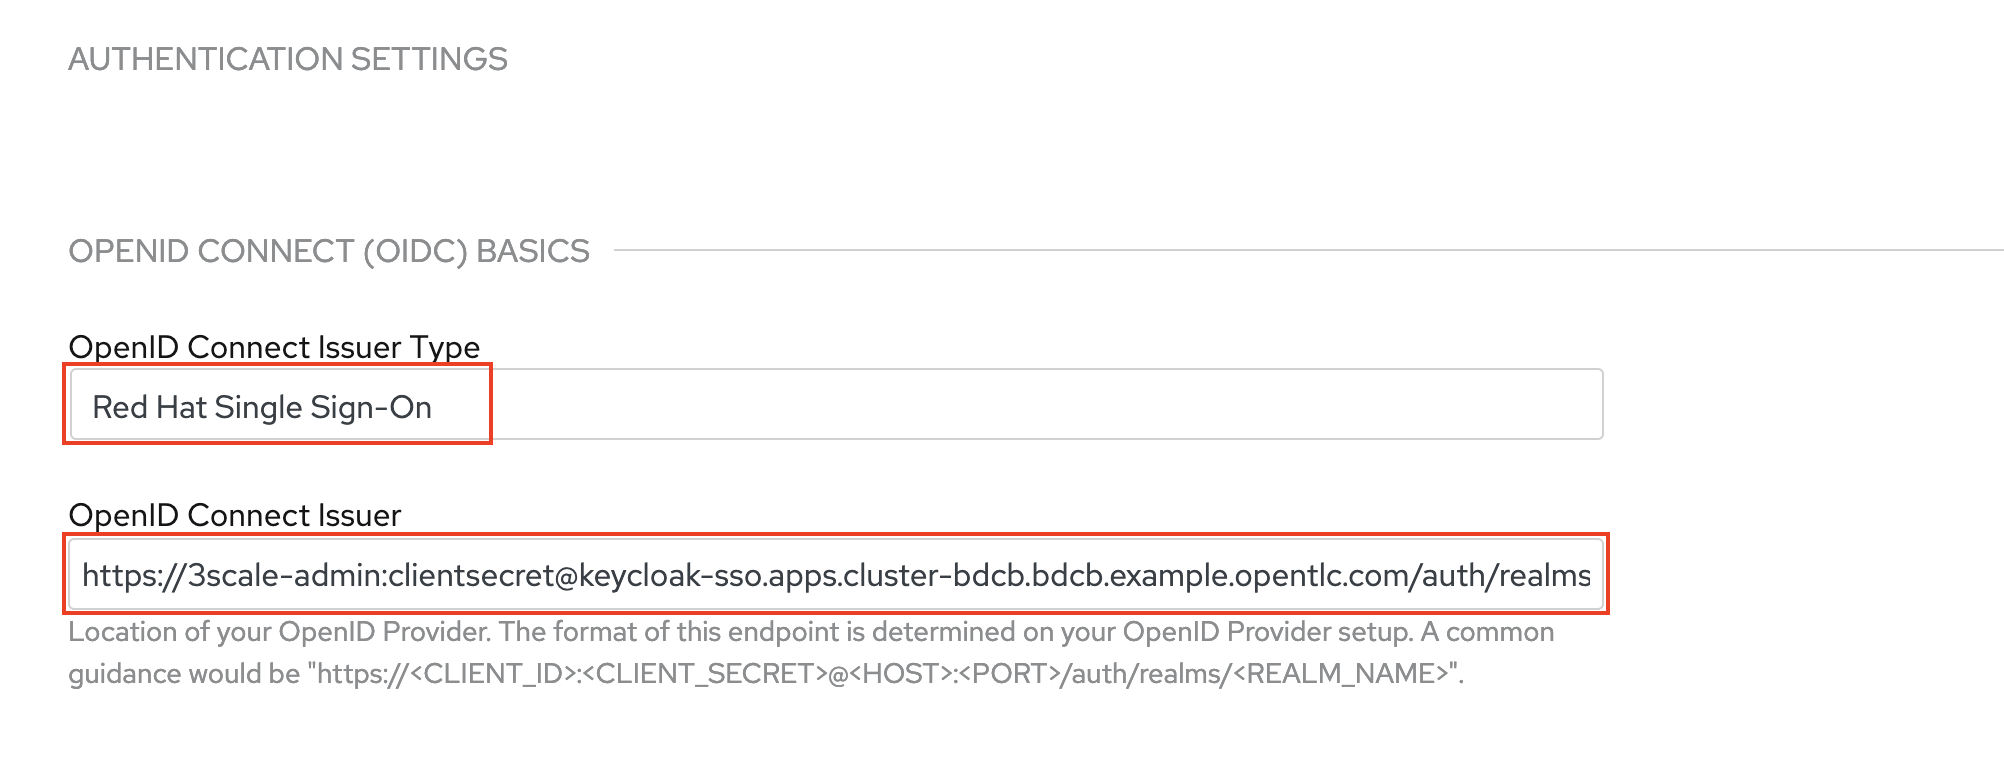 AUTHENTICATION SETTINGS
OPENID CONNECT (OIDC) BASICS
OpenID Connect Issuer Type
Red Hat Single Sign-On
OpenID Connect Issuer
https://3scale-admin:clientsecret@keycloak-sso.apps.cluster-bdcb.bdcb.example.opentlc.com/auth/realms
Location of your OpenID Provider. The format of this endpoint is determined on your OpenID Provider setup. A common
guidance would be "https://<CLIENT_ID>:<CLIENT_SECRET>@<HOST>:<PORT>/auth/realms/<REALM_NAME>".